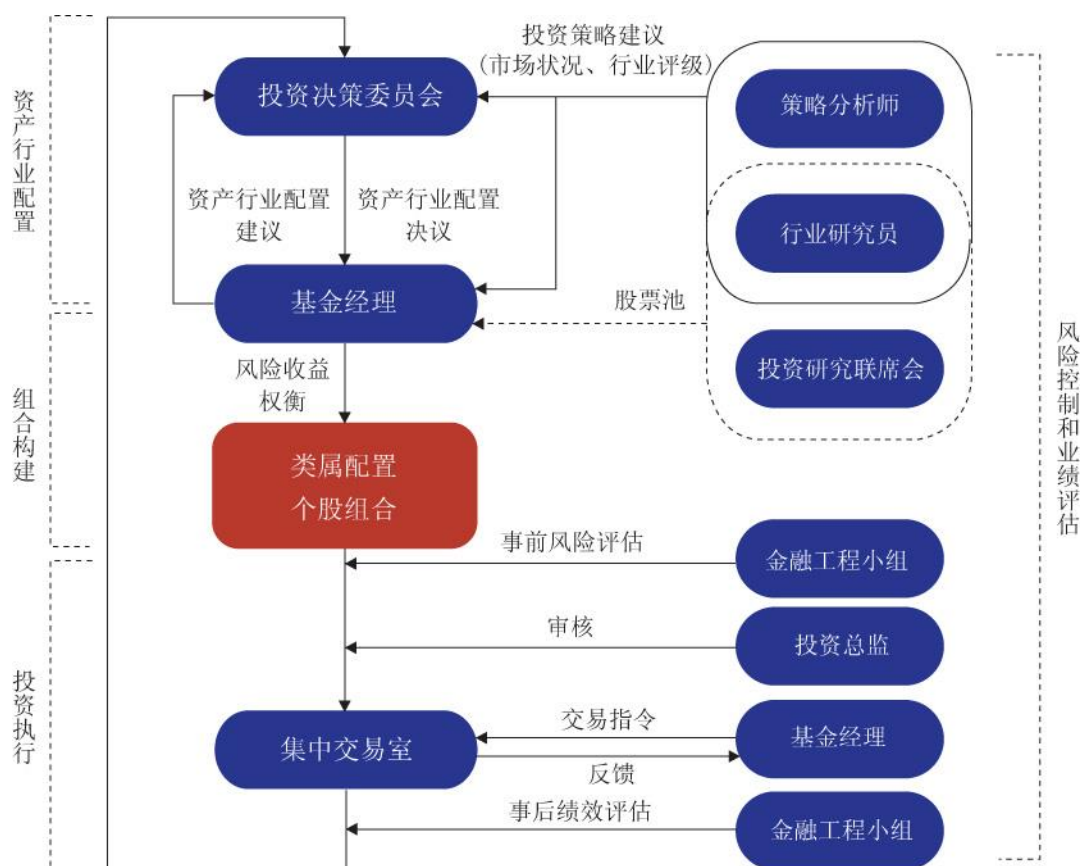 投资策略建议
(市场状况、行业评级)
投资决策委员会
策略分析师
资产行业配置
资产行业配置
建议
资产行业配置
决议
行业研究员
基金经理
股票池
投资研究联席会
风险收益
权衡
组合构建
类属配置
个股组合
风险控制和业绩评估
事前风险评估
金融工程小组
审核
投资总监
投资执行
集中交易室
交易指令
反馈
基金经理
事后绩效评估
金融工程小组